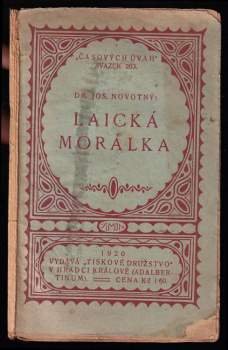 „ČASOVÝCH ÚVAH“
SVAZEK 263.
DR. JOS. NOVOTNÝ:
LAICKÁ
MORÁLKA
1920
VYDÁVÁ „TISKOVÉ DRUŽSTVO“
V HRADCI KRÁLOVÉ (ADALBER-
TINUM). CENA Kč 1·60.